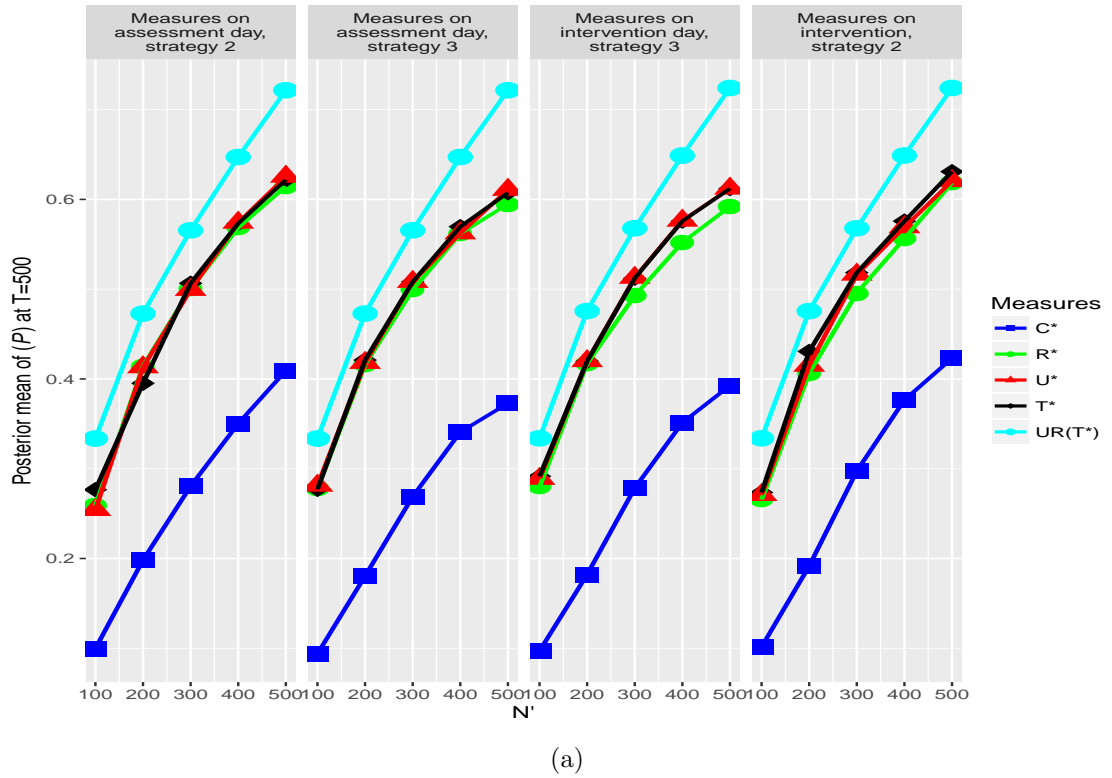 Measures on
assessment day,
strategy 2
Measures on
assessment day,
strategy 3
Measures on
intervention day,
strategy 3
Measures on
intervention,
strategy 2
Posterior mean of (P) at T=500
0.6
0.4
0.2
100 200 300 400 500
100 200 300 400 500
100 200 300 400 500
100 200 300 400 500
N'
Measures
C*
R*
U*
T*
UR(T*)
(a)